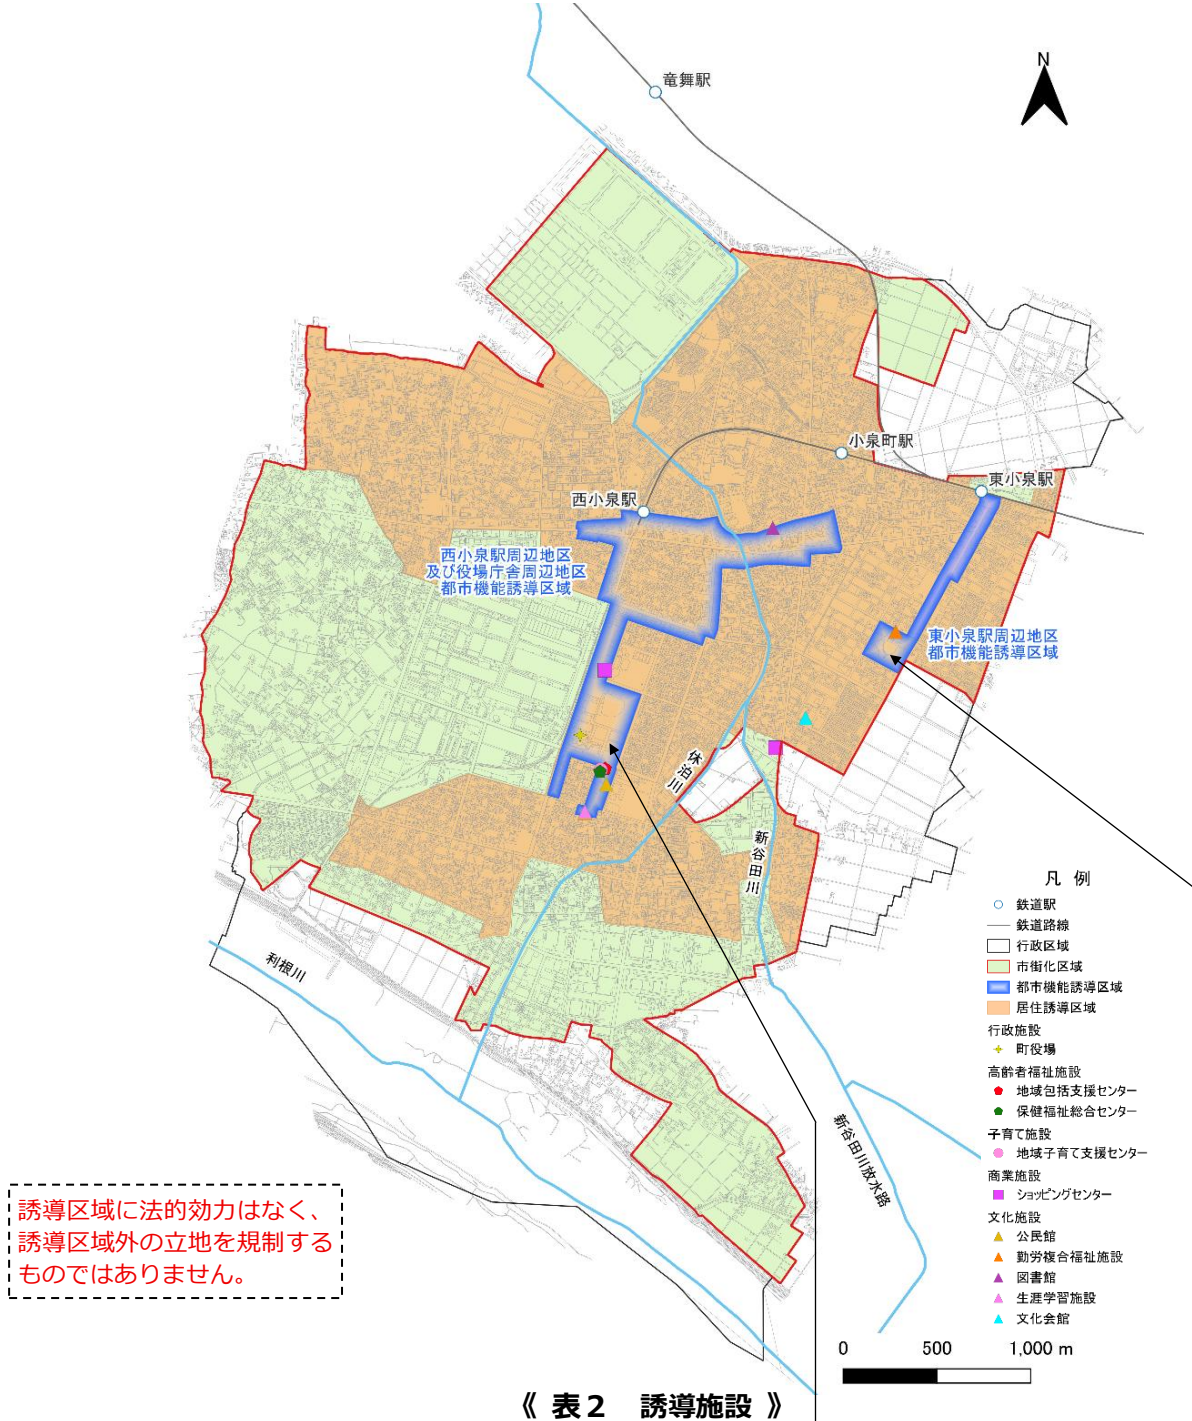 N
竜舞駅
小泉町駅
東小泉駅
西小泉駅
西小泉駅周辺地区
及び役場庁舎周辺地区
都市機能誘導区域
東小泉駅周辺地区
都市機能誘導区域
休泊川
新谷田川
利根川
新谷田川放水路
凡 例
鉄道駅
鉄道路線
行政区域
市街化区域
都市機能誘導区域
居住誘導区域
行政施設
町役場
高齢者福祉施設
地域包括支援センター
保健福祉総合センター
子育て施設
地域子育て支援センター
商業施設
ショッピングセンター
文化施設
公民館
勤労複合福祉施設
図書館
生涯学習施設
文化会館
誘導区域に法的効力はなく、
誘導区域外の立地を規制する
ものではありません。
0 500 1,000 m
《 表２ 誘導施設 》